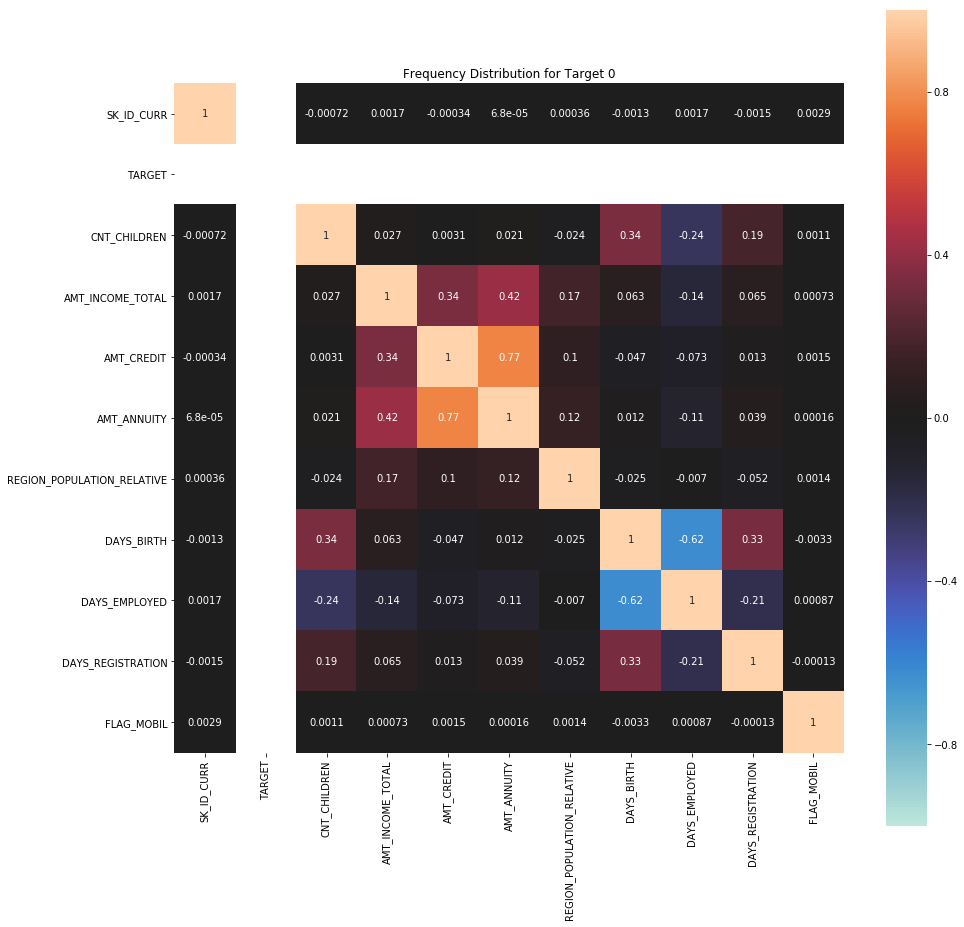 Frequency Distribution for Target 0
SK_ID_CURR 1 -0.00072 0.0017 -0.00034 6.8e-05 0.00036 -0.0013 0.0017 -0.0015 0.0029
TARGET
CNT_CHILDREN -0.00072 1 0.027 0.0031 0.021 -0.024 0.34 -0.24 0.19 0.0011
AMT_INCOME_TOTAL 0.0017 0.027 1 0.34 0.42 0.17 0.063 -0.14 0.065 0.00073
AMT_CREDIT -0.00034 0.0031 0.34 1 0.77 0.1 -0.047 -0.073 0.013 0.0015
AMT_ANNUITY 6.8e-05 0.021 0.42 0.77 1 0.12 0.012 -0.11 0.039 0.00016
REGION_POPULATION_RELATIVE 0.00036 -0.024 0.17 0.1 0.12 1 -0.025 -0.007 -0.052 0.0014
DAYS_BIRTH -0.0013 0.34 0.063 -0.047 0.012 -0.025 1 -0.62 0.33 -0.0033
DAYS_EMPLOYED 0.0017 -0.24 -0.14 -0.073 -0.11 -0.007 -0.62 1 -0.21 0.00087
DAYS_REGISTRATION -0.0015 0.19 0.065 0.013 0.039 -0.052 0.33 -0.21 1 -0.00013
FLAG_MOBIL 0.0029 0.0011 0.00073 0.0015 0.00016 0.0014 -0.0033 0.00087 -0.00013 1
SK_ID_CURR
TARGET
CNT_CHILDREN
AMT_INCOME_TOTAL
AMT_CREDIT
AMT_ANNUITY
REGION_POPULATION_RELATIVE
DAYS_BIRTH
DAYS_EMPLOYED
DAYS_REGISTRATION
FLAG_MOBIL
0.8
0.4
0.0
−0.4
−0.8